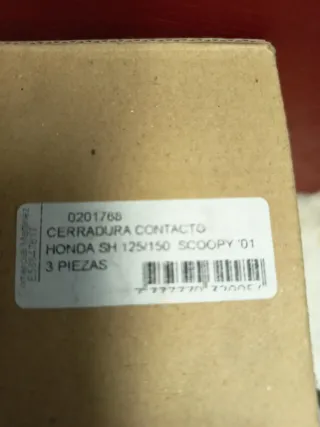 0201768
CERRADURA CONTACTO
HONDA SH 125/150 SCOOPY '01
3 PIEZAS